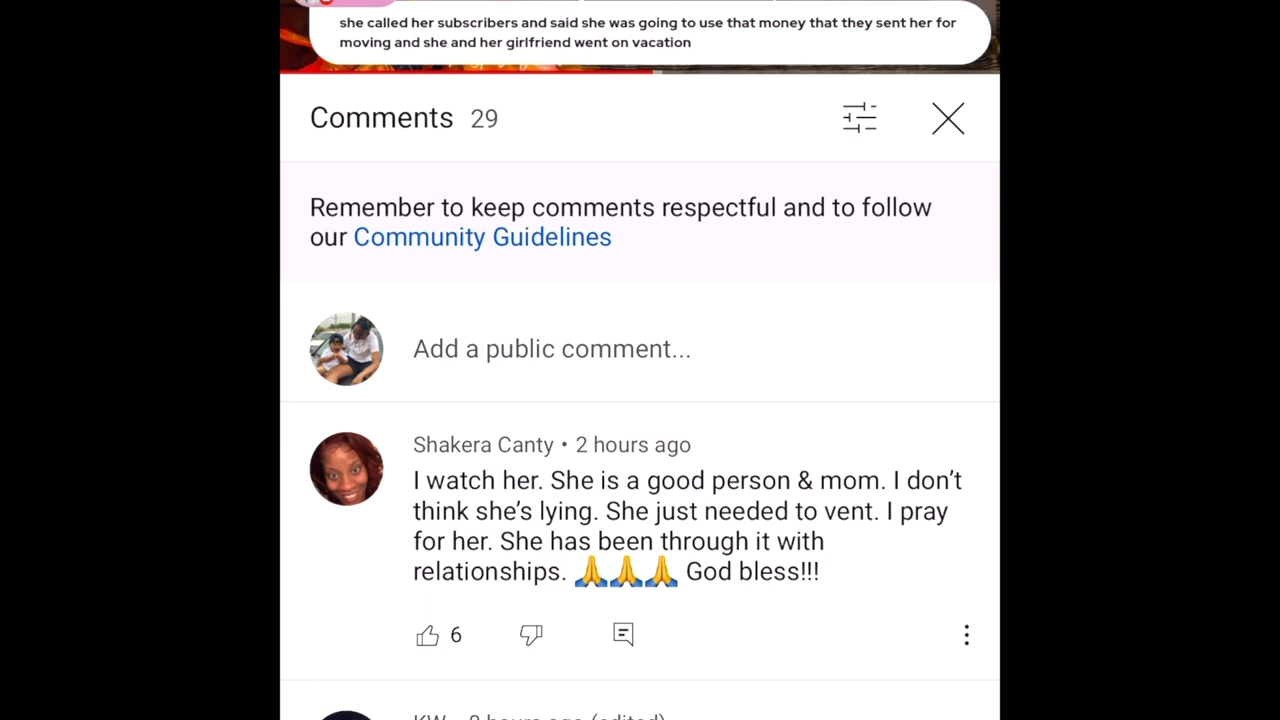 she called her subscribers and said she was going to use that money that they sent her for
moving and she and her girlfriend went on vacation
Comments 29
Remember to keep comments respectful and to follow
our Community Guidelines
Add a public comment...
Shakera Canty • 2 hours ago
I watch her. She is a good person & mom. I don’t
think she’s lying. She just needed to vent. I pray
for her. She has been through it with
relationships. 🙏🙏🙏 God bless!!!
6